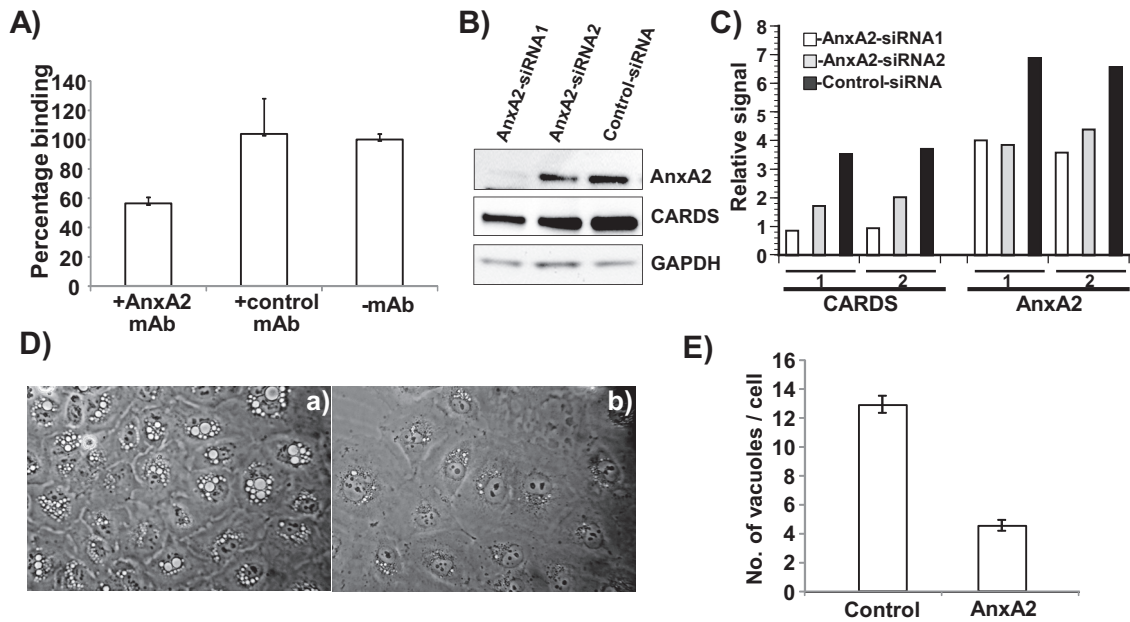 A)
Percentage binding
140
120
100
80
60
40
20
0
+AnxA2
mAb
+control
mAb
-mAb
B)
AnxA2-siRNA1
AnxA2-siRNA2
Control-siRNA
AnxA2
CARDS
GAPDH
C)
Relative signal
8
7
6
5
4
3
2
1
0
-AnxA2-siRNA1
-AnxA2-siRNA2
-Control-siRNA
1 2 1 2
CARDS AnxA2
D)
a)
b)
E)
No. of vacuoles / cell
16
14
12
10
8
6
4
2
0
Control AnxA2